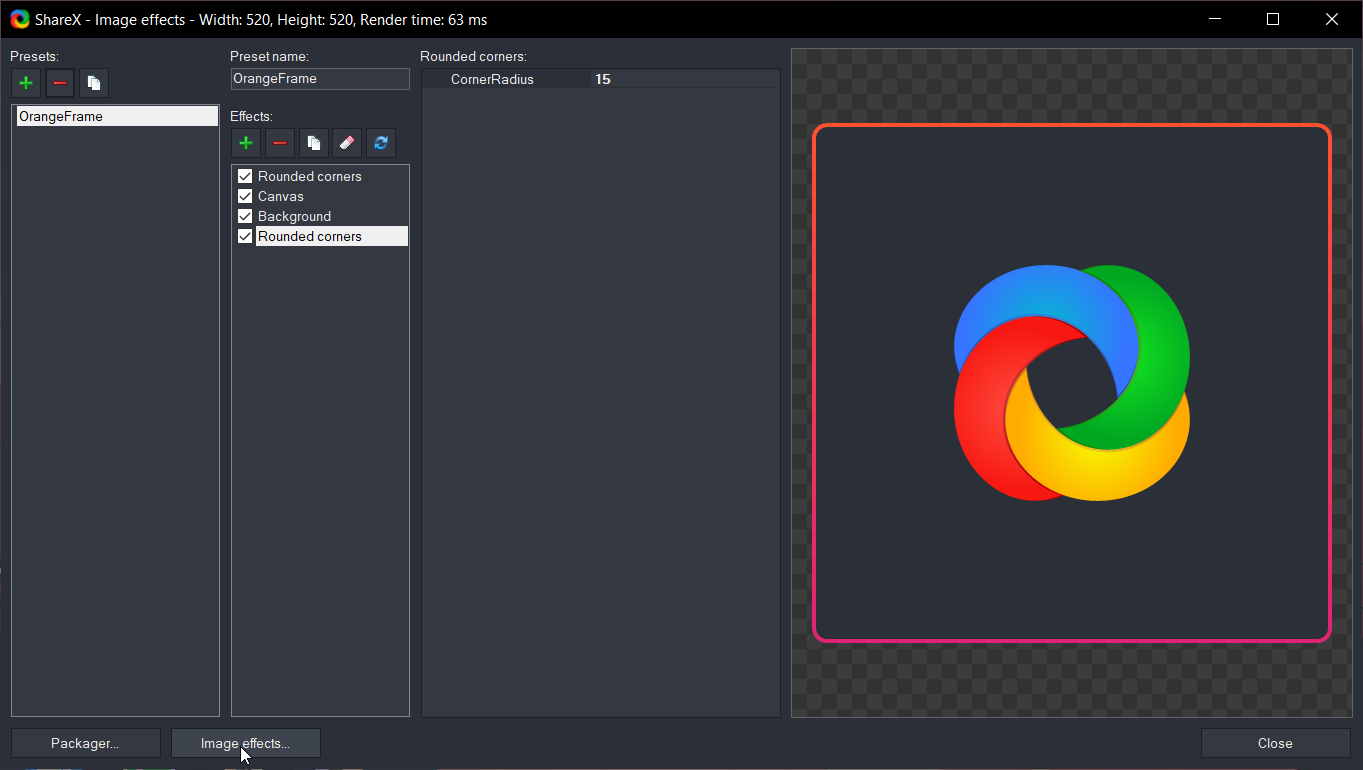 ShareX - Image effects - Width: 520, Height: 520, Render time: 63 ms
Presets:
OrangeFrame
Preset name:
OrangeFrame
Effects:
Rounded corners
Canvas
Background
Rounded corners
Rounded corners:
CornerRadius 15
Packager...
Image effects...
Close